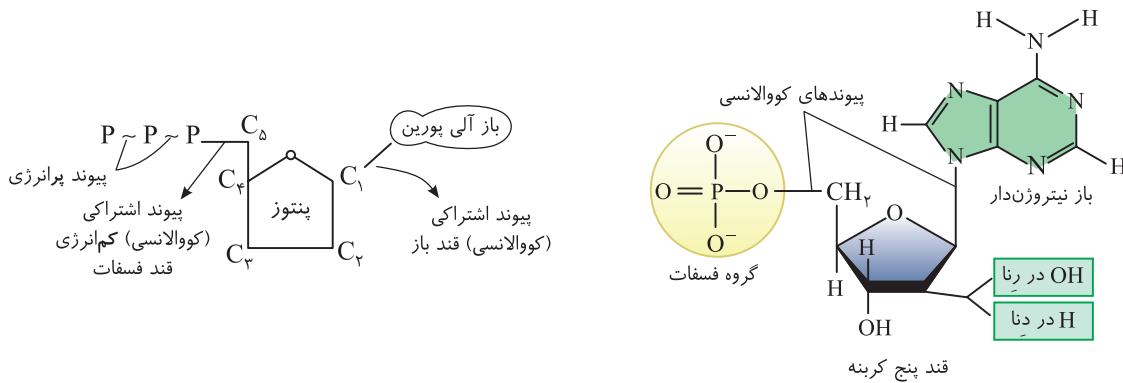 پیوندهای کووالانسی
H
H
N
N
N
N
N
H
H
باز نیتروژن‌دار
O⁻
O=P–O
O⁻
گروه فسفات
CH۲
O
H
H
OH
OH در رِنا
H در دِنا
قند پنج کربنه
باز آلی پورین
P ~ P ~ P
C۵
C۴
C۱
C۳
C۲
پنتوز
پیوند پرانرژی
پیوند اشتراکی
(کووالانسی) کم‌انرژی
قند فسفات
پیوند اشتراکی
(کووالانسی) قند باز